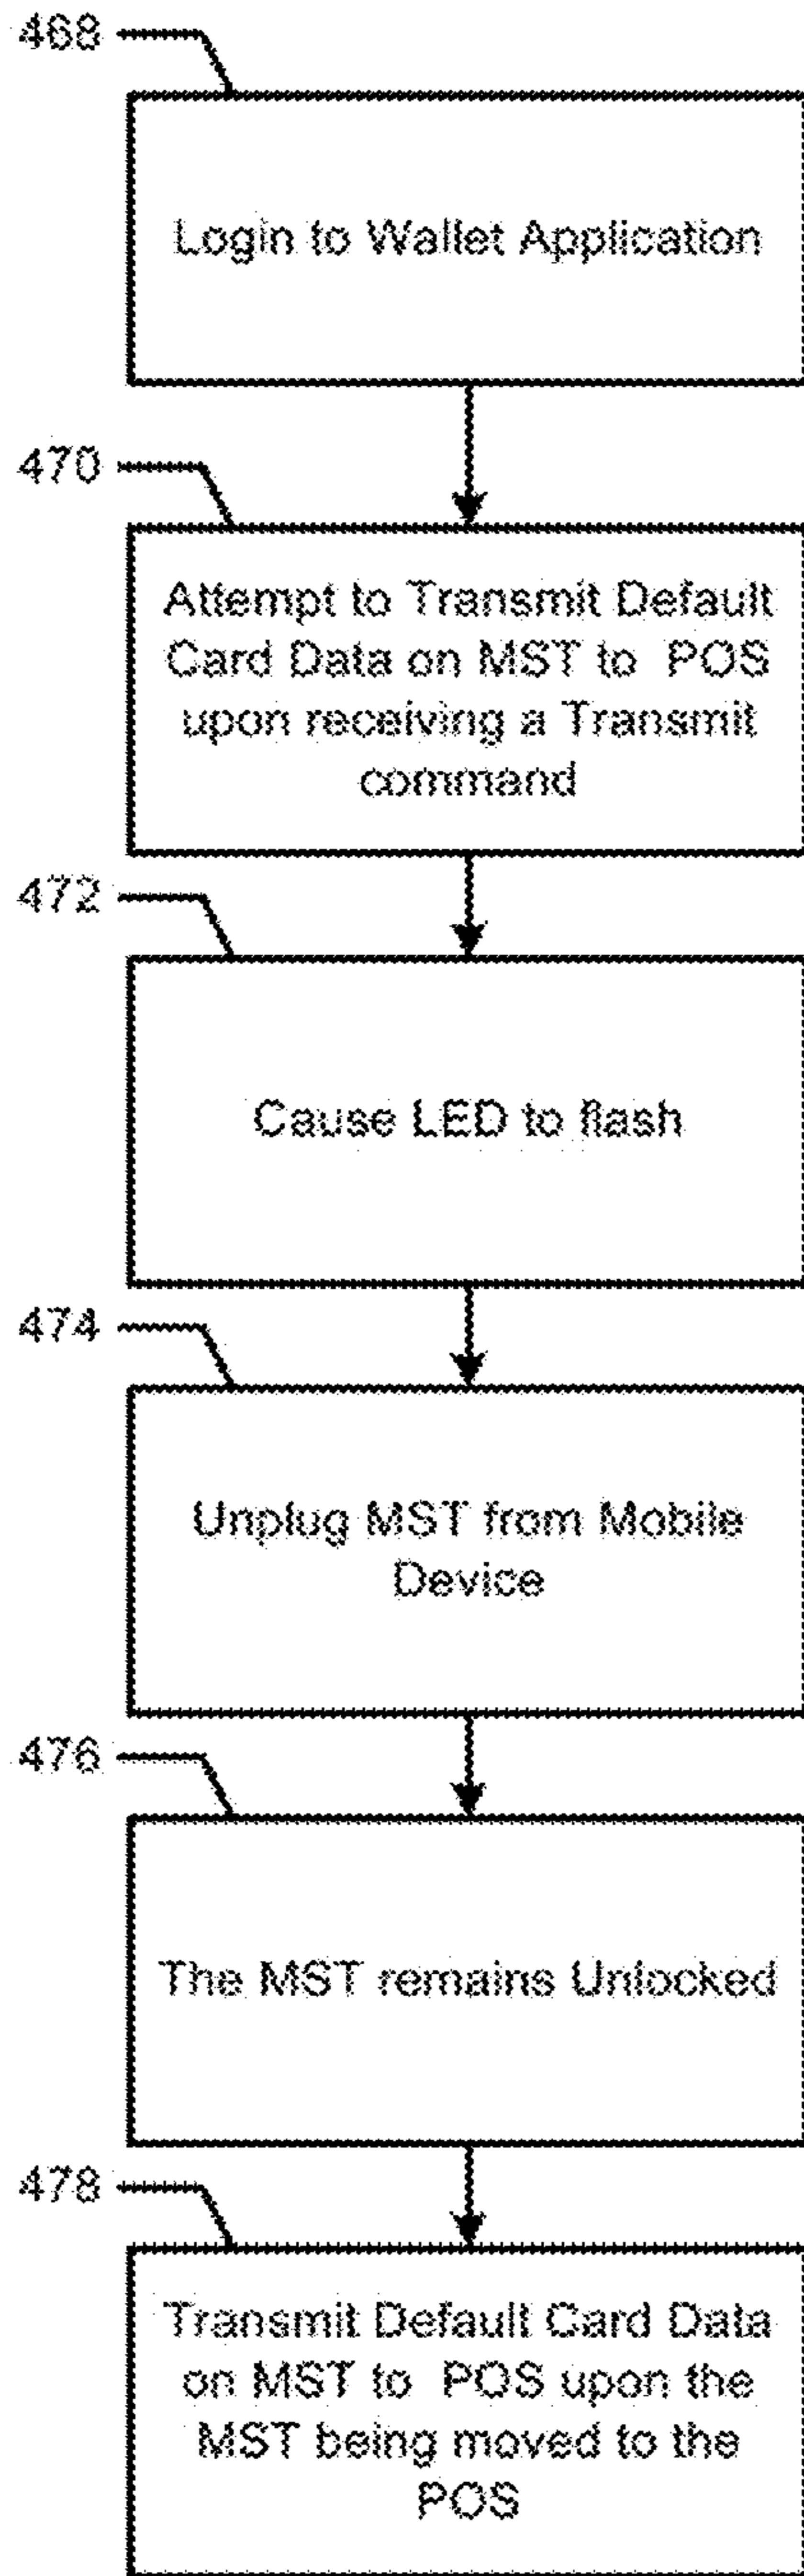 468
Login to Wallet Application
470
Attempt to Transmit Default
Card Data on MST to POS
upon receiving a Transmit
command
472
Cause LED to flash
474
Unplug MST from Mobile
Device
476
The MST remains Unlocked
478
Transmit Default Card Data
on MST to POS upon the
MST being moved to the
POS